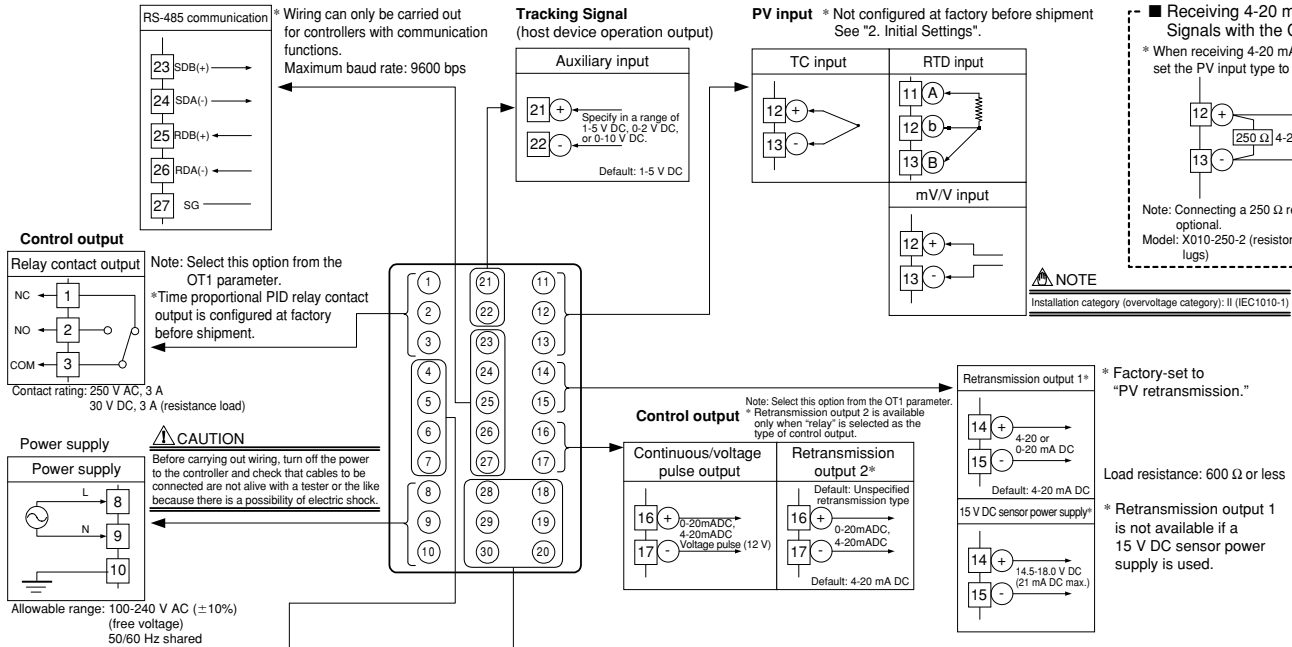 RS-485 communication
* Wiring can only be carried out
for controllers with communication
functions.
Maximum baud rate: 9600 bps
23 SDB(+)
24 SDA(-)
25 RDB(+)
26 RDA(-)
27 SG
Tracking Signal
(host device operation output)
Auxiliary input
21 +
22 -
Specify in a range of
1-5 V DC, 0-2 V DC,
or 0-10 V DC.
Default: 1-5 V DC
PV input * Not configured at factory before shipment
See "2. Initial Settings".
TC input
12 +
13 -
RTD input
11 A
12 b
13 B
mV/V input
12 +
13 -
■ Receiving 4-20 m
Signals with the
* When receiving 4-20 mA
set the PV input type to
12 +
250 Ω 4-2
13 -
Note: Connecting a 250 Ω
optional.
Model: X010-250-2 (resistor
lugs)
NOTE
Installation category (overvoltage category): II (IEC1010-1)
Control output
Relay contact output
NC 1
NO 2
COM 3
Note: Select this option from the
OT1 parameter.
*Time proportional PID relay contact
output is configured at factory
before shipment.
Contact rating: 250 V AC, 3 A
30 V DC, 3 A (resistance load)
Power supply
Power supply
L 8
N 9
10
Allowable range: 100-240 V AC (±10%)
(free voltage)
50/60 Hz shared
CAUTION
Before carrying out wiring, turn off the power
to the controller and check that cables to be
connected are not alive with a tester or the like
because there is a possibility of electric shock.
1 21 11
2 22 12
3 23 13
4 24 14
5 25 15
6 26 16
7 27 17
8 28 18
9 29 19
10 30 20
Control output
Note: Select this option from the OT1 parameter.
* Retransmission output 2 is available
only when "relay" is selected as the
type of control output.
Continuous/voltage
pulse output
16 +
17 -
0-20mADC,
4-20mADC
Voltage pulse (12 V)
Retransmission
output 2*
Default: Unspecified
retransmission type
16 +
17 -
0-20mADC,
4-20mADC
Default: 4-20 mA DC
Retransmission output 1*
14 +
15 -
4-20 or
0-20 mA DC
Default: 4-20 mA DC
15 V DC sensor power supply*
14 +
15 -
14.5-18.0 V DC
(21 mA DC max.)
* Factory-set to
“PV retransmission.”
Load resistance: 600 Ω or less
* Retransmission output 1
is not available if a
15 V DC sensor power
supply is used.